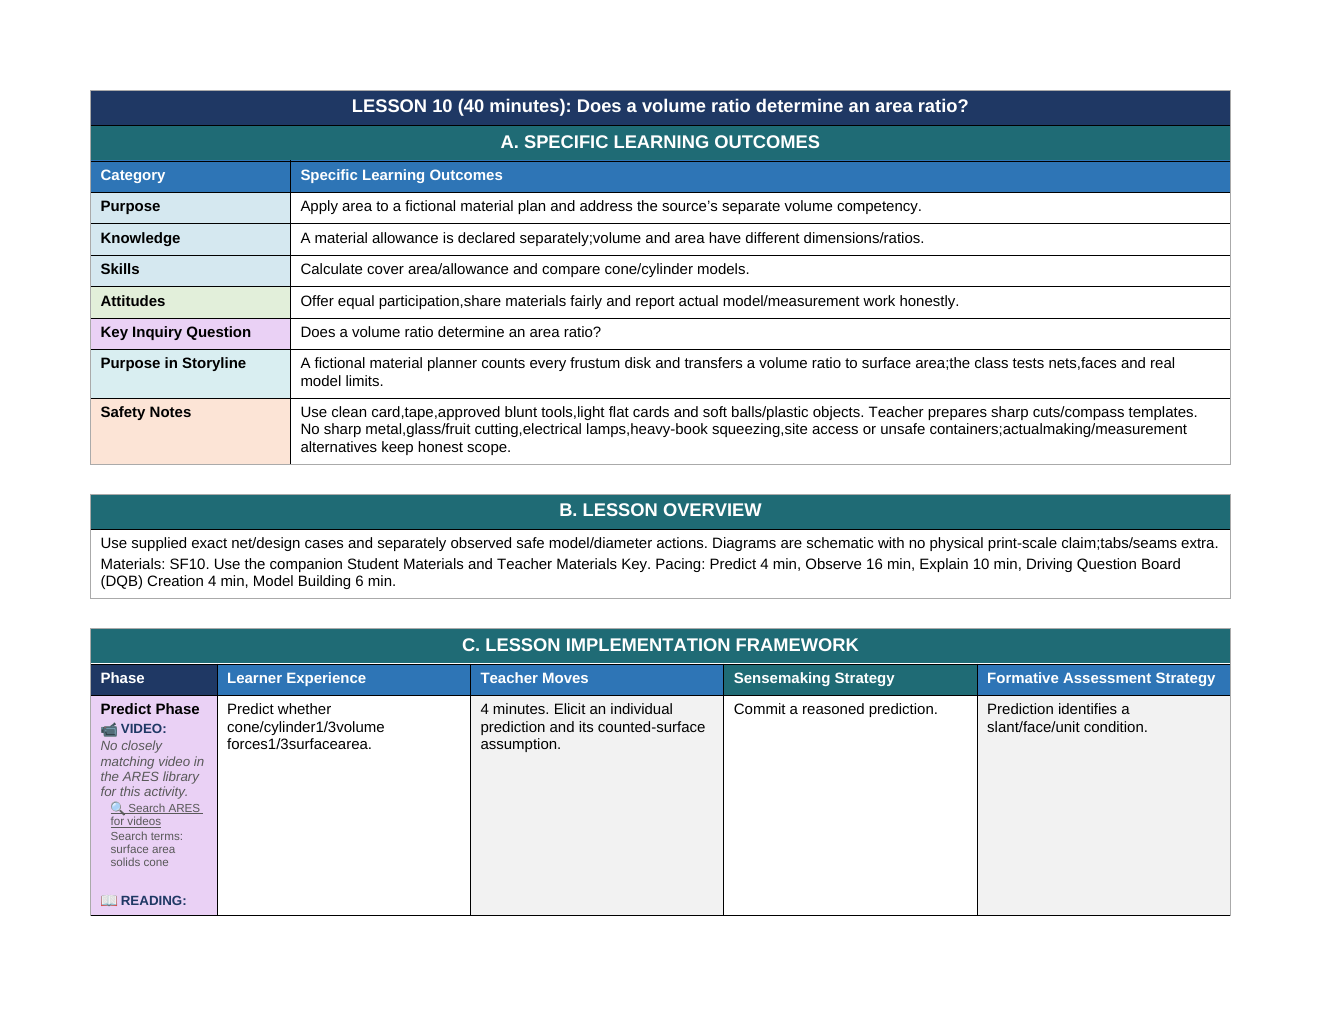 LESSON 10 (40 minutes): Does a volume ratio determine an area ratio?
A. SPECIFIC LEARNING OUTCOMES
Category
Specific Learning Outcomes
Purpose
Apply area to a fictional material plan and address the source's separate volume competency.
Knowledge
A material allowance is declared separately;volume and area have different dimensions/ratios.
Skills
Calculate cover area/allowance and compare cone/cylinder models.
Attitudes
Offer equal participation,share materials fairly and report actual model/measurement work honestly.
Key Inquiry Question
Does a volume ratio determine an area ratio?
Purpose in Storyline
A fictional material planner counts every frustum disk and transfers a volume ratio to surface area;the class tests nets,faces and real
model limits.
Safety Notes
Use clean card,tape,approved blunt tools,light flat cards and soft balls/plastic objects. Teacher prepares sharp cuts/compass templates.
No sharp metal,glass/fruit cutting,electrical lamps,heavy-book squeezing,site access or unsafe containers;actualmaking/measurement
alternatives keep honest scope.
B. LESSON OVERVIEW
Use supplied exact net/design cases and separately observed safe model/diameter actions. Diagrams are schematic with no physical print-scale claim;tabs/seams extra.
Materials: SF10. Use the companion Student Materials and Teacher Materials Key. Pacing: Predict 4 min, Observe 16 min, Explain 10 min, Driving Question Board
(DQB) Creation 4 min, Model Building 6 min.
C. LESSON IMPLEMENTATION FRAMEWORK
Phase
Learner Experience
Teacher Moves
Sensemaking Strategy
Formative Assessment Strategy
Predict Phase
📹 VIDEO:
No closely
matching video in
the ARES library
for this activity.
🔍 Search ARES
for videos
Search terms:
surface area
solids cone
📖 READING:
Predict whether
cone/cylinder1/3volume
forces1/3surfacearea.
4 minutes. Elicit an individual
prediction and its counted-surface
assumption.
Commit a reasoned prediction.
Prediction identifies a
slant/face/unit condition.